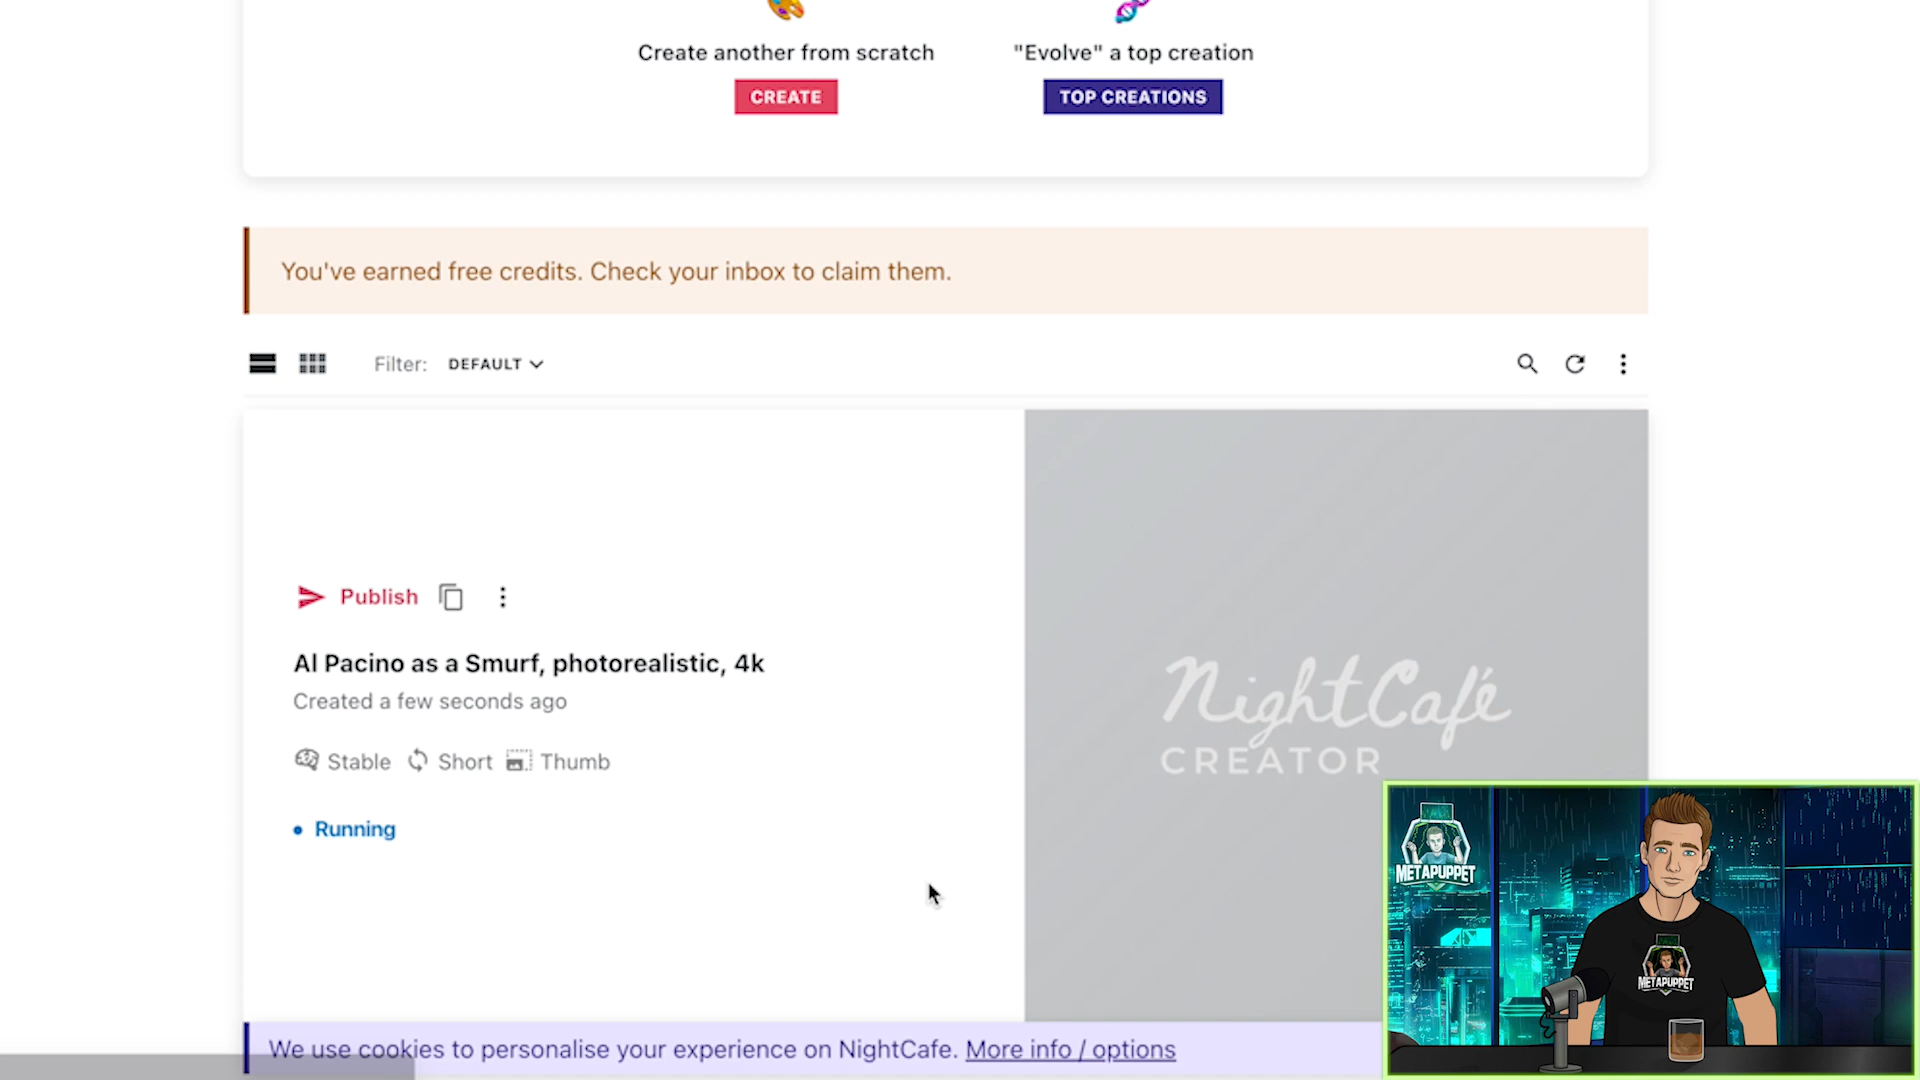 Create another from scratch
CREATE
"Evolve" a top creation
TOP CREATIONS
You've earned free credits. Check your inbox to claim them.
Filter: DEFAULT
Publish
Al Pacino as a Smurf, photorealistic, 4k
Created a few seconds ago
Stable Short Thumb
Running
NightCafé
CREATOR
METAPUPPET
METAPUPPET
We use cookies to personalise your experience on NightCafe. More info / options